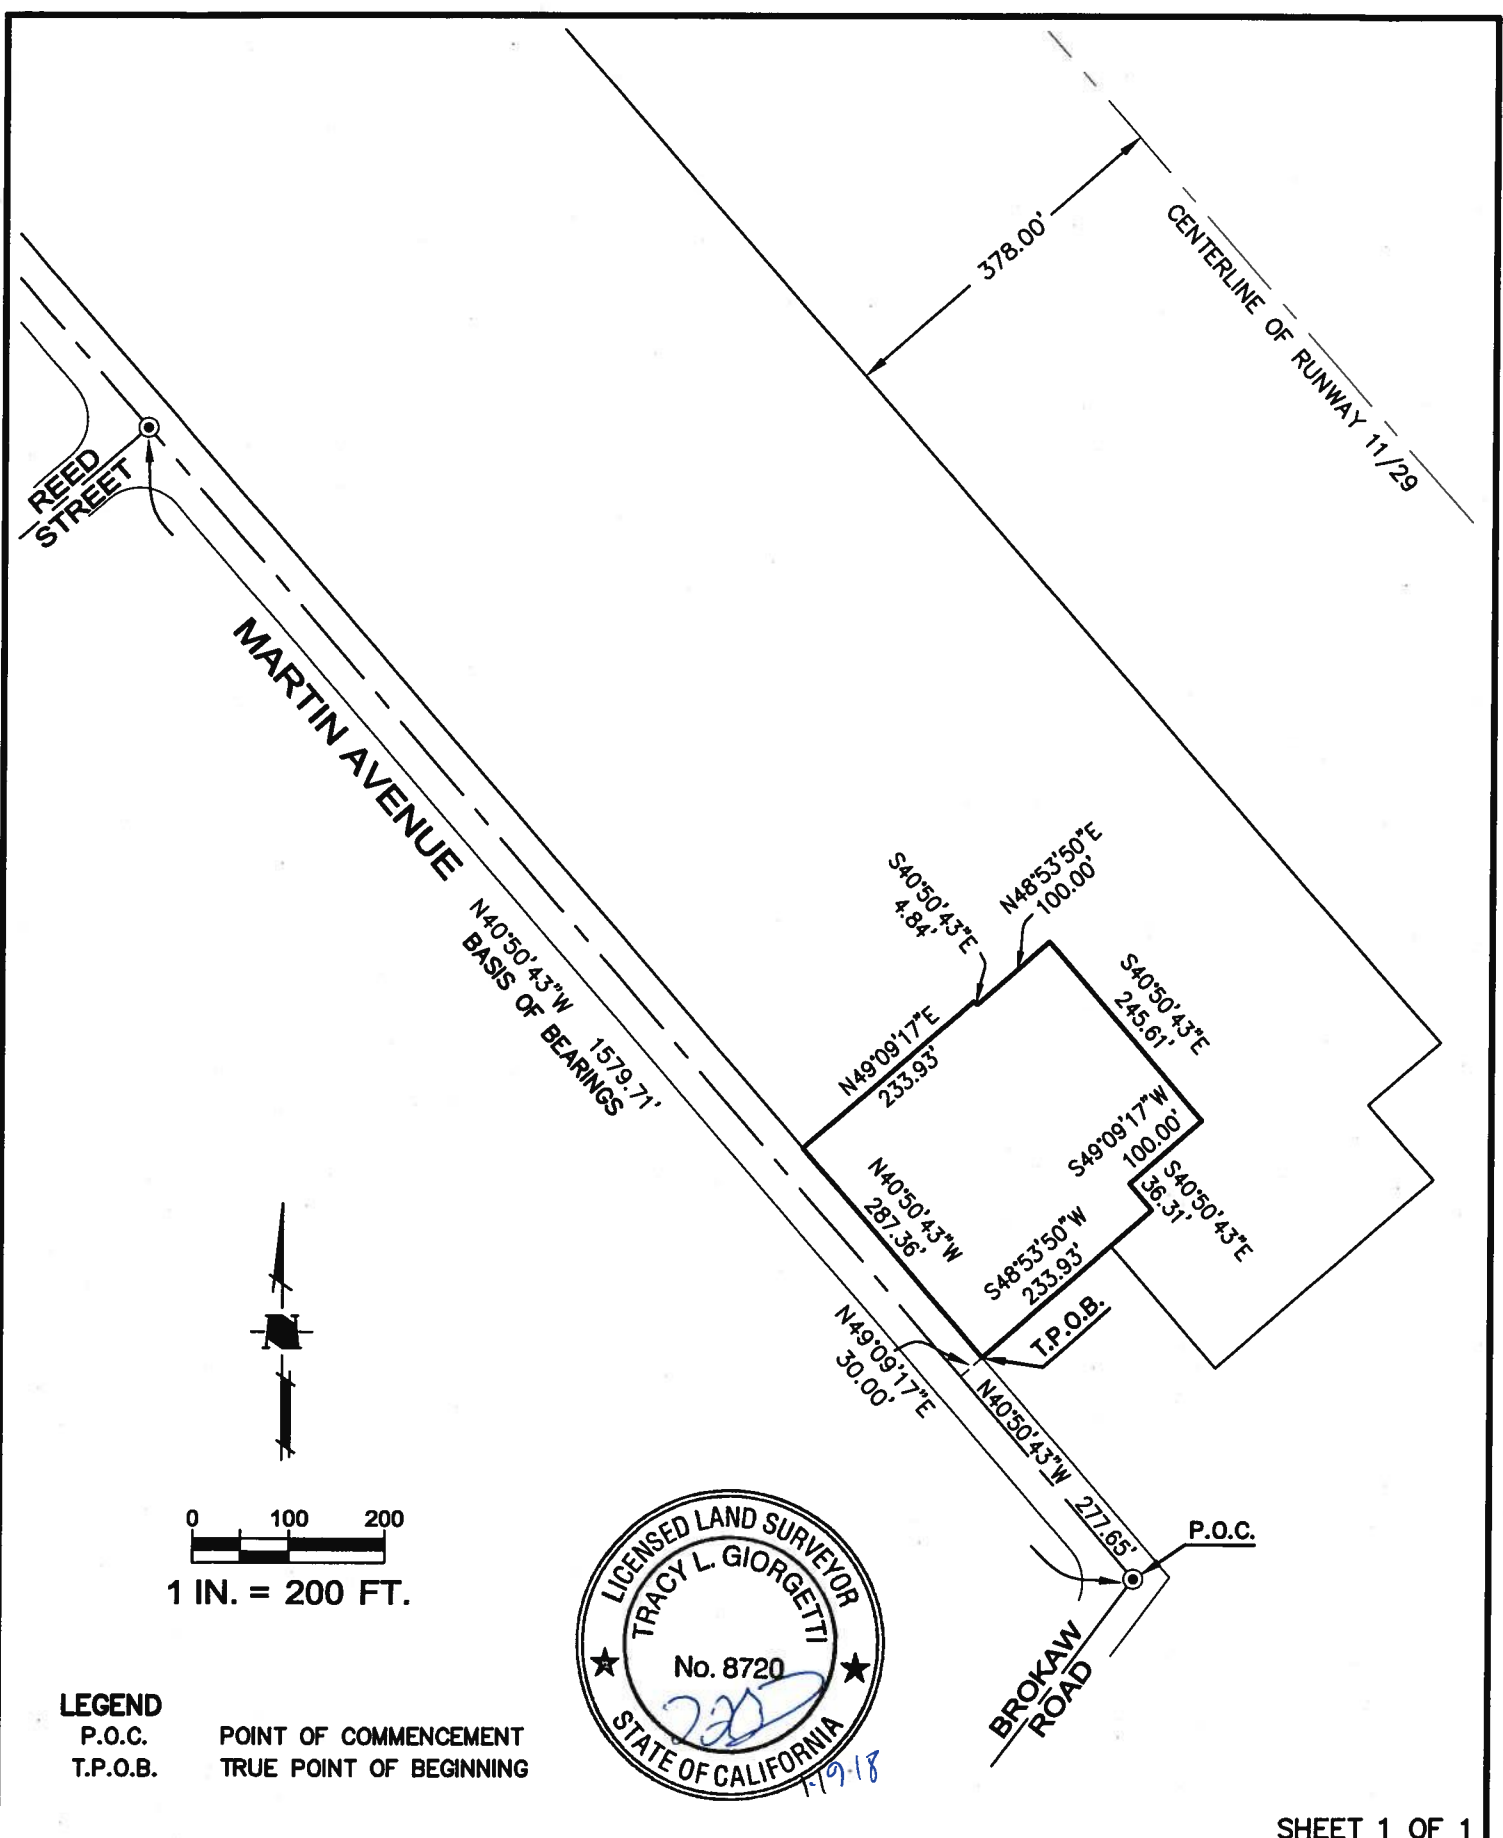 378.00'
CENTERLINE OF RUNWAY 11/29
REED
STREET
MARTIN AVENUE
N40°50'43"W 1579.71'
BASIS OF BEARINGS
S40°50'43"E
4.84'
N48°53'50"E
100.00'
N49°09'17"E
233.93'
S40°50'43"E
245.61'
S49°09'17"W
100.00'
S40°50'43"E
36.31'
N40°50'43"W
287.36'
S48°53'50"W
233.93'
T.P.O.B.
N49°09'17"E
30.00'
N40°50'43"W 277.65'
P.O.C.
BROKAW
ROAD
N
0 100 200
1 IN. = 200 FT.
LICENSED LAND SURVEYOR
TRACY L. GIORGETTI
No. 8720
STATE OF CALIFORNIA
LEGEND
P.O.C. POINT OF COMMENCEMENT
T.P.O.B. TRUE POINT OF BEGINNING
SHEET 1 OF 1